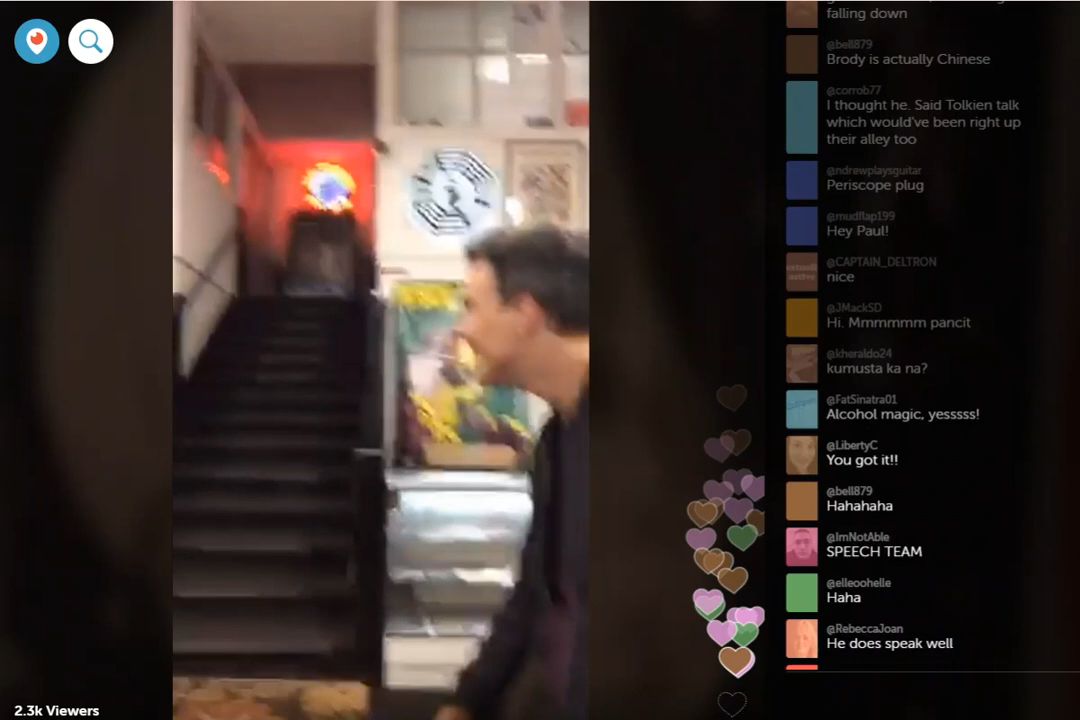 falling down
@bell879
Brody is actually Chinese
@corrob77
I thought he. Said Tolkien talk
which would've been right up
their alley too
@ndrewplaysguitar
Periscope plug
@mudflap199
Hey Paul!
@CAPTAIN_DELTRON
nice
@JMackSD
Hi. Mmmmmm pancit
@kheraldo24
kumusta ka na?
@FatSinatra01
Alcohol magic, yesssss!
@LibertyC
You got it!!
@bell879
Hahahaha
@ImNotAble
SPEECH TEAM
@elleoohelle
Haha
@RebeccaJoan
He does speak well
2.3k Viewers